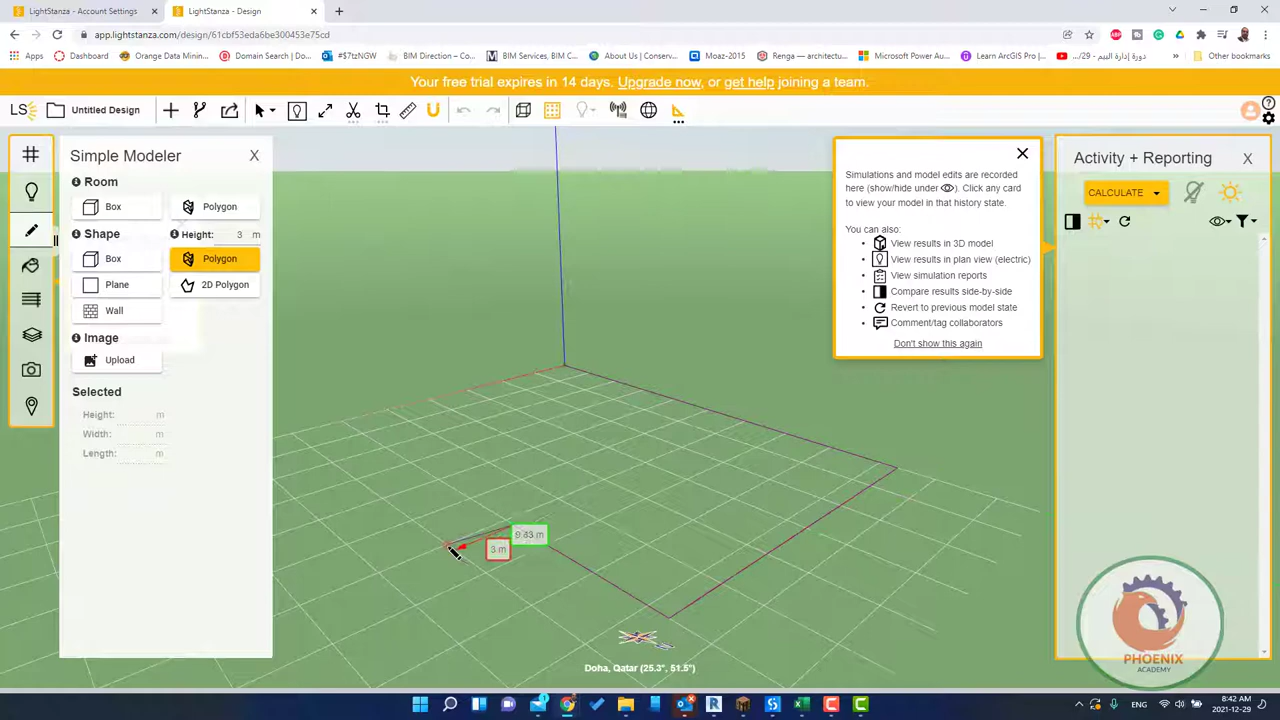 LightStanza - Account Settings
LightStanza - Design
app.lightstanza.com/design/61cbf53eda6be300453e75cd
Apps
Dashboard
Orange Data Mining
Domain Search | D...
#$7tzNGW
BIM Direction – Co...
BIM Services, BIM C...
About Us | Conserv...
Moaz-2015
Renga — architectu...
Microsoft Power Au...
Learn ArcGIS Pro |...
دورة إدارة البيم - 29/...
Other bookmarks
Your free trial expires in 14 days. Upgrade now, or get help joining a team.
LS
Untitled Design
Simple Modeler
X
Room
Box
Polygon
Shape
Height: 3 m
Box
Polygon
Plane
2D Polygon
Wall
Image
Upload
Selected
Height: m
Width: m
Length: m
3 m
Doha, Qatar (25.3°, 51.5°)
Simulations and model edits are recorded
here (show/hide under ). Click any card
to view your model in that history state.
You can also:
• View results in 3D model
• View results in plan view (electric)
• View simulation reports
• Compare results side-by-side
• Revert to previous model state
• Comment/tag collaborators
Don't show this again
Activity + Reporting
X
CALCULATE
PHOENIX
ACADEMY
ENG
8:42 AM
2021-12-29